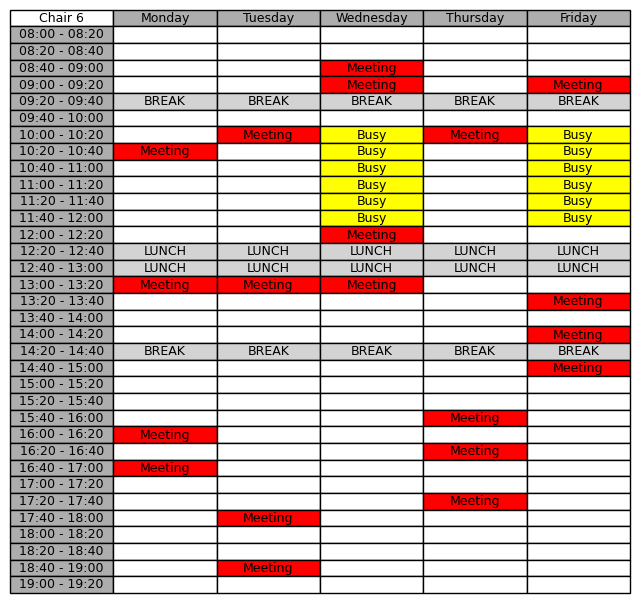 Chair 6 Monday Tuesday Wednesday Thursday Friday
08:00 - 08:20
08:20 - 08:40
08:40 - 09:00 Meeting
09:00 - 09:20 Meeting Meeting
09:20 - 09:40 BREAK BREAK BREAK BREAK BREAK
09:40 - 10:00
10:00 - 10:20 Meeting Busy Meeting Busy
10:20 - 10:40 Meeting Busy Busy
10:40 - 11:00 Busy Busy
11:00 - 11:20 Busy Busy
11:20 - 11:40 Busy Busy
11:40 - 12:00 Busy Busy
12:00 - 12:20 Meeting
12:20 - 12:40 LUNCH LUNCH LUNCH LUNCH LUNCH
12:40 - 13:00 LUNCH LUNCH LUNCH LUNCH LUNCH
13:00 - 13:20 Meeting Meeting Meeting
13:20 - 13:40 Meeting
13:40 - 14:00
14:00 - 14:20 Meeting
14:20 - 14:40 BREAK BREAK BREAK BREAK BREAK
14:40 - 15:00 Meeting
15:00 - 15:20
15:20 - 15:40
15:40 - 16:00 Meeting
16:00 - 16:20 Meeting
16:20 - 16:40 Meeting
16:40 - 17:00 Meeting
17:00 - 17:20
17:20 - 17:40 Meeting
17:40 - 18:00 Meeting
18:00 - 18:20
18:20 - 18:40
18:40 - 19:00 Meeting
19:00 - 19:20